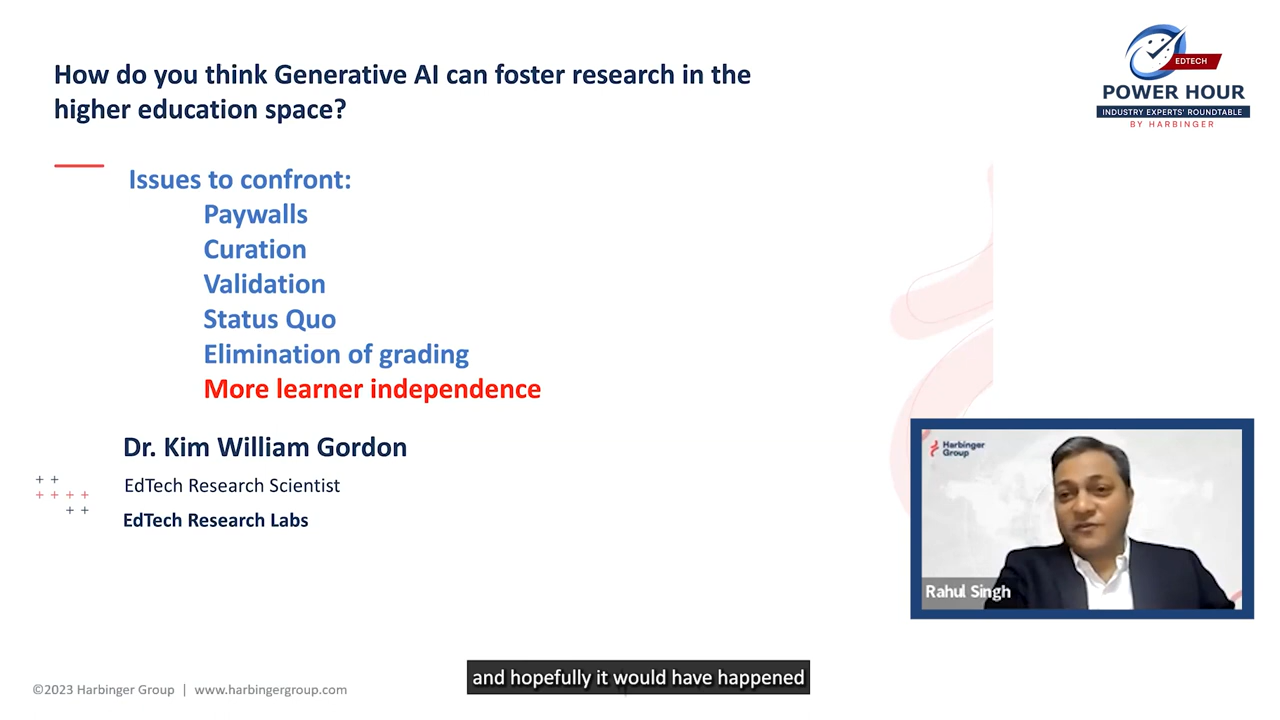 How do you think Generative AI can foster research in the
higher education space?
EDTECH
POWER HOUR
INDUSTRY EXPERTS' ROUNDTABLE
BY HARBINGER
Issues to confront:
Paywalls
Curation
Validation
Status Quo
Elimination of grading
More learner independence
Dr. Kim William Gordon
EdTech Research Scientist
EdTech Research Labs
Harbinger
Group
Rahul Singh
and hopefully it would have happened
©2023 Harbinger Group | www.harbingergroup.com